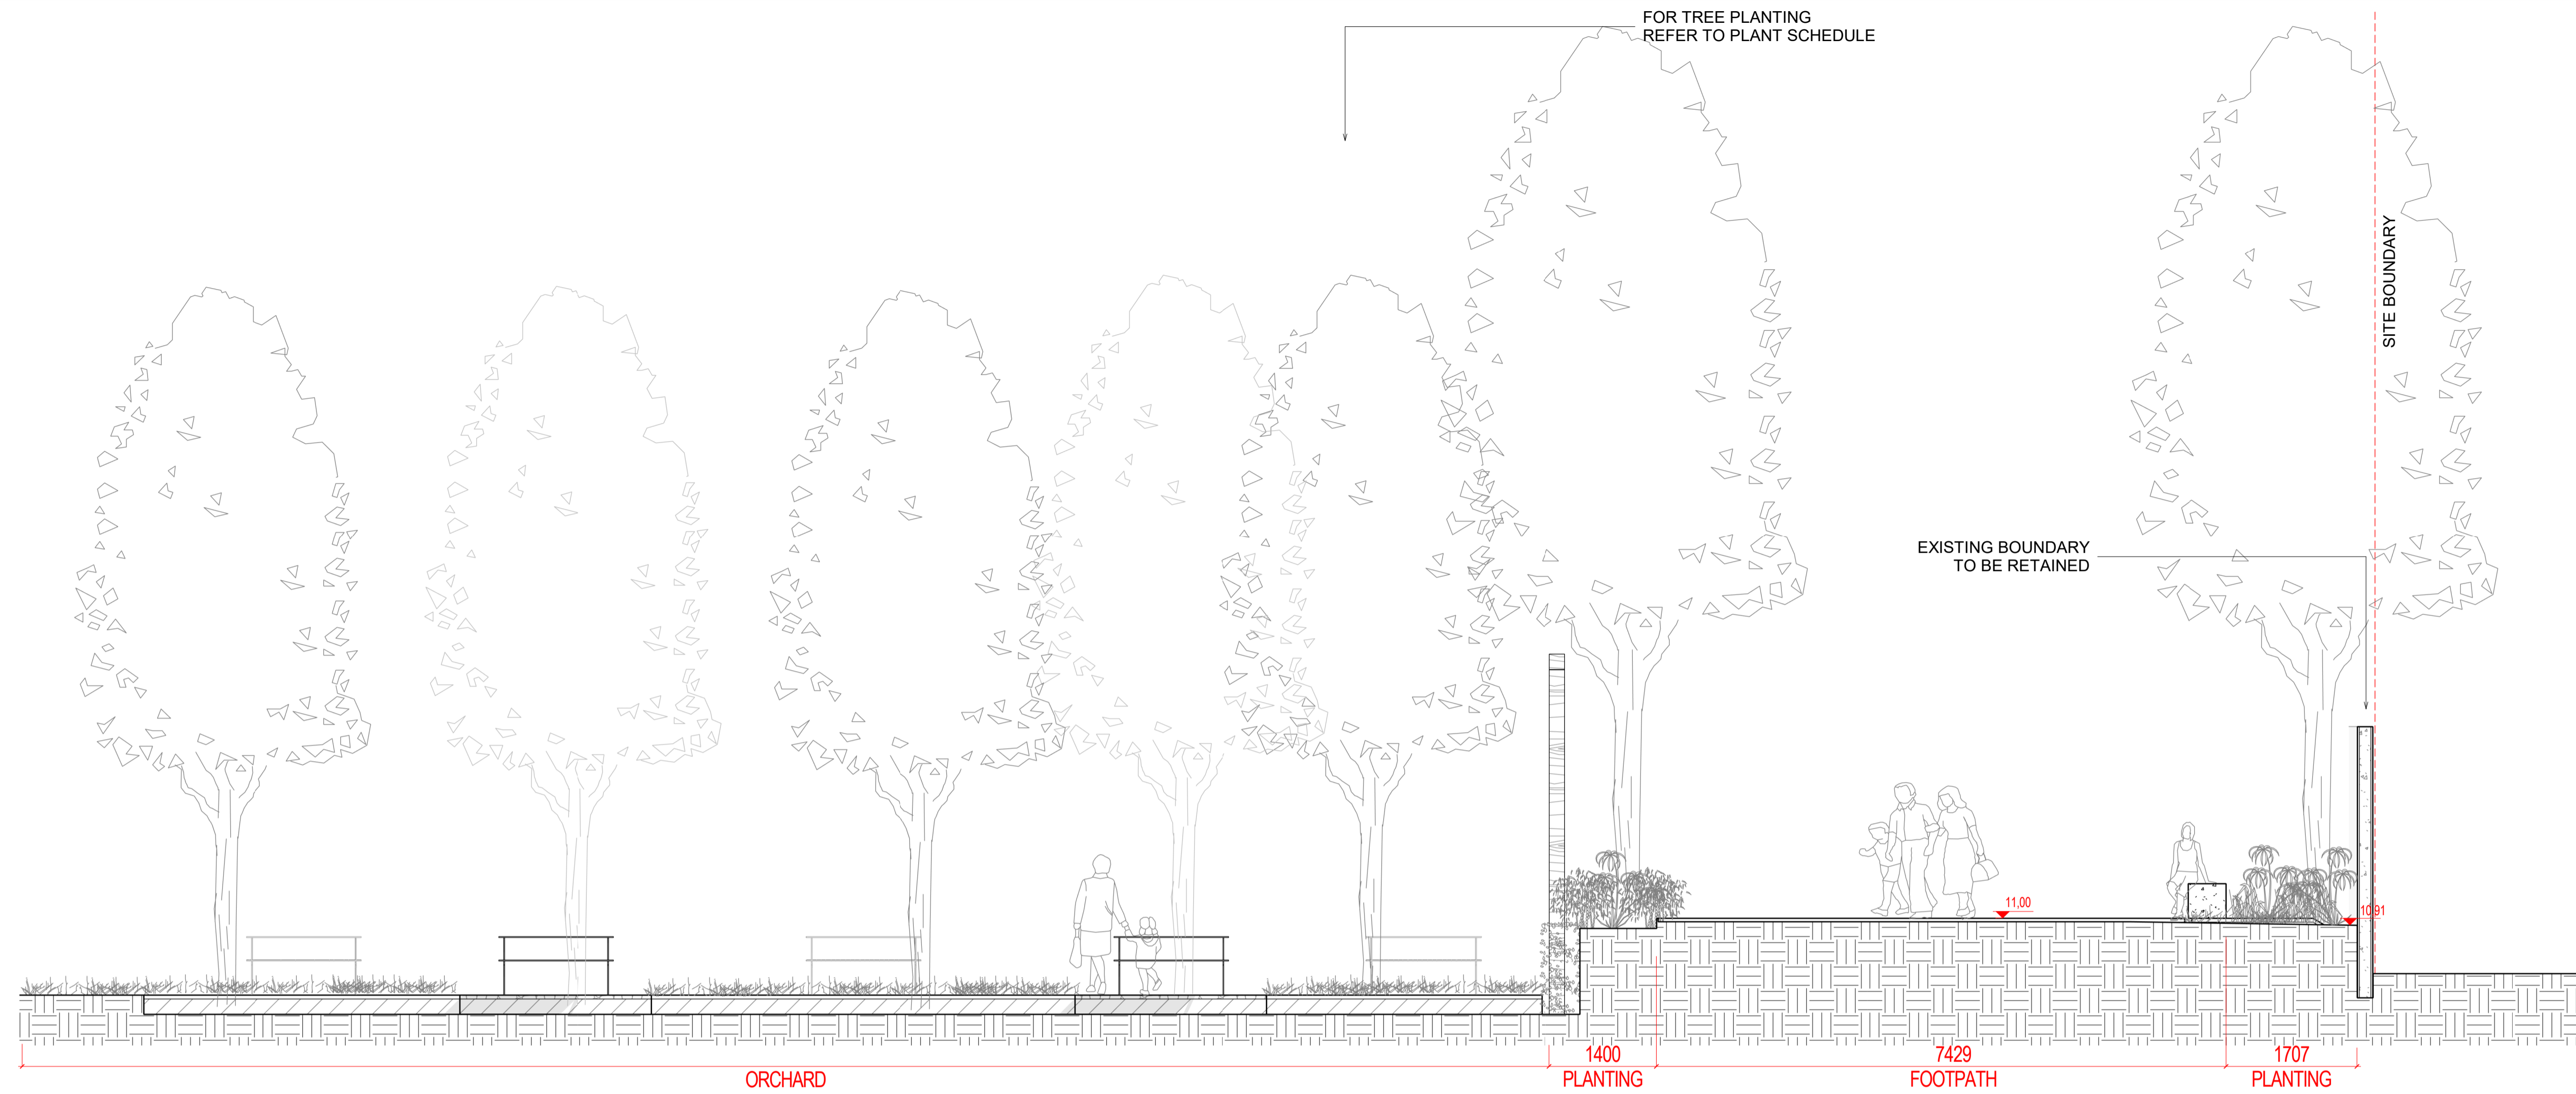 FOR TREE PLANTING
REFER TO PLANT SCHEDULE
SITE BOUNDARY
EXISTING BOUNDARY
TO BE RETAINED
11,00
10,91
1400
7429
1707
ORCHARD
PLANTING
FOOTPATH
PLANTING